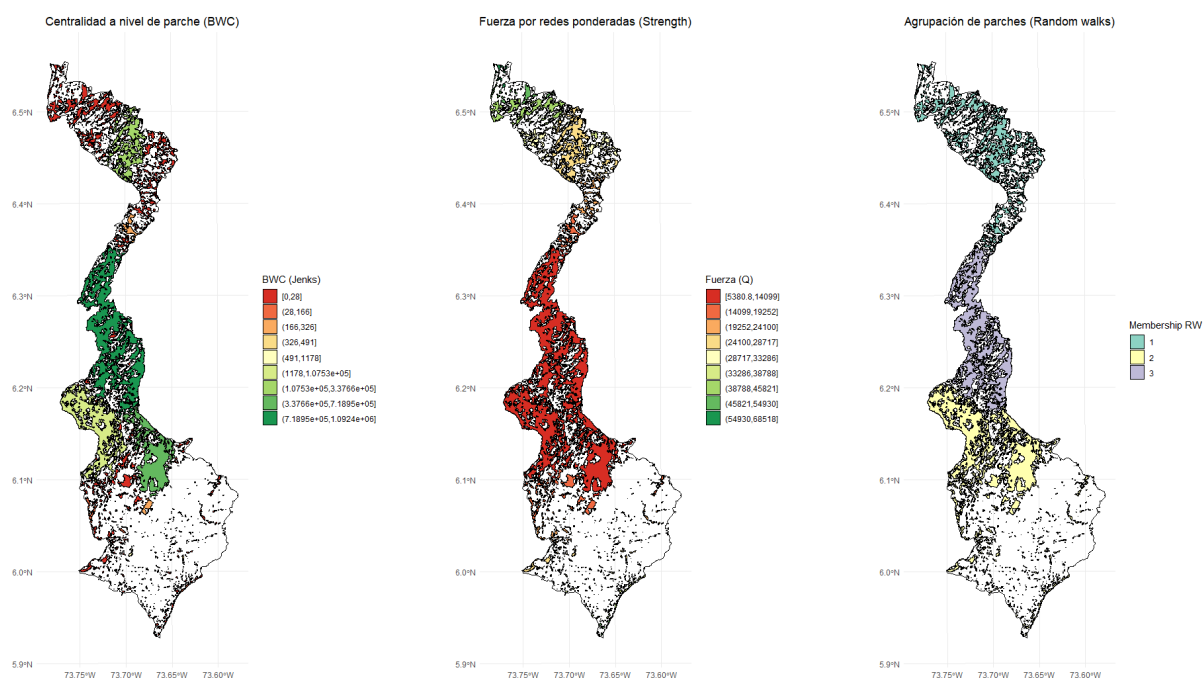 Centralidad a nivel de parche (BWC)
6.5°N
6.4°N
6.3°N
6.2°N
6.1°N
6.0°N
5.9°N
73.75°W 73.70°W 73.65°W 73.60°W
BWC (Jenks)
[0,28]
(28,166]
(166,326]
(326,491]
(491,1178]
(1178,1.0753e+05]
(1.0753e+05,3.3766e+05]
(3.3766e+05,7.1895e+05]
(7.1895e+05,1.0924e+06]
Fuerza por redes ponderadas (Strength)
6.5°N
6.4°N
6.3°N
6.2°N
6.1°N
6.0°N
5.9°N
73.75°W 73.70°W 73.65°W 73.60°W
Fuerza (Q)
[5380.8,14099]
(14099,19252]
(19252,24100]
(24100,28717]
(28717,33286]
(33286,38788]
(38788,45821]
(45821,54930]
(54930,68518]
Agrupación de parches (Random walks)
6.5°N
6.4°N
6.3°N
6.2°N
6.1°N
6.0°N
5.9°N
73.75°W 73.70°W 73.65°W 73.60°W
Membership RW
1
2
3